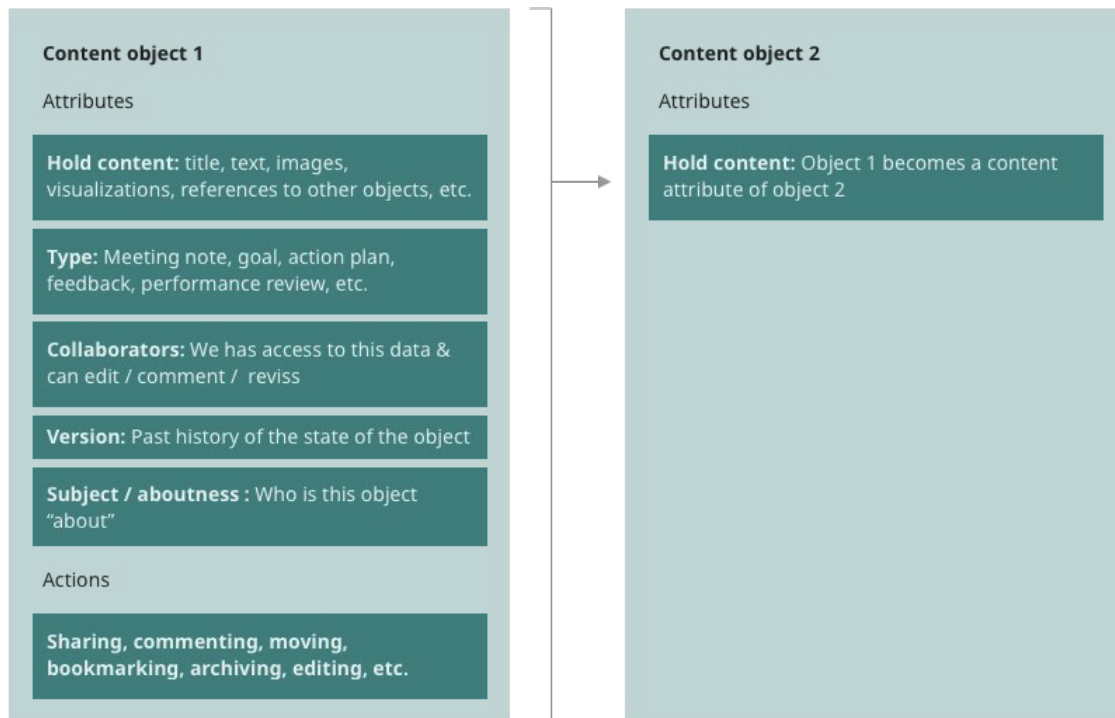 Content object 1
Attributes
Hold content: title, text, images,
visualizations, references to other objects, etc.
Type: Meeting note, goal, action plan,
feedback, performance review, etc.
Collaborators: We has access to this data &
can edit / comment /  reviss
Version: Past history of the state of the object
Subject / aboutness : Who is this object
“about”
Actions
Sharing, commenting, moving,
bookmarking, archiving, editing, etc.
Content object 2
Attributes
Hold content: Object 1 becomes a content
attribute of object 2